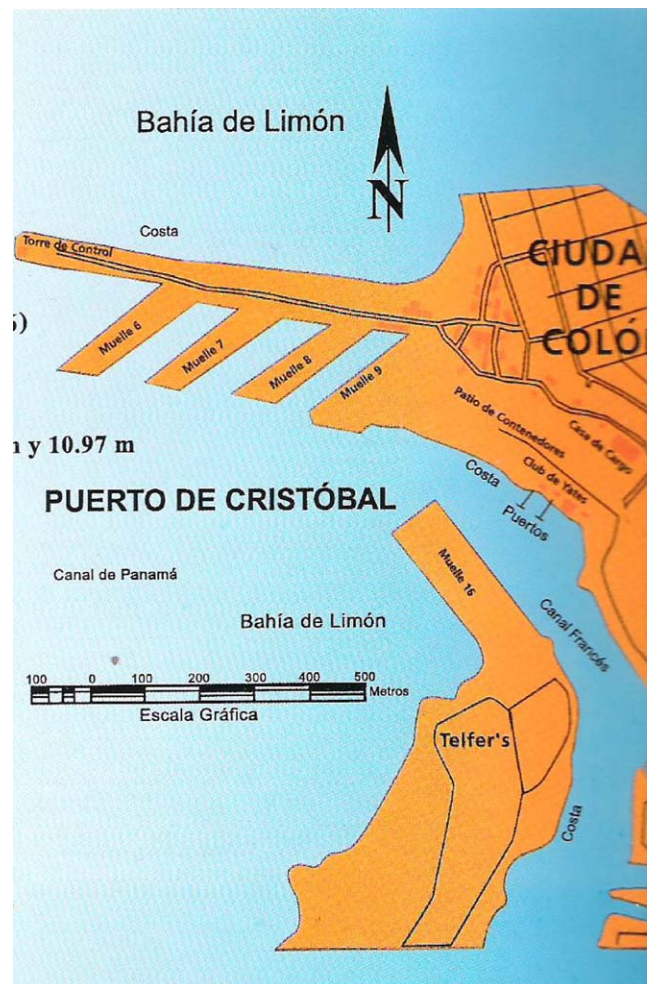 Bahía de Limón
N
Costa
Torre de Control
CIUDA
DE
COLÓ
5)
Muelle 6
Muelle 7
Muelle 8
Muelle 9
Patio de Contenedores
Casa de Cargo
n y 10.97 m
Club de Yates
Costa
Puertos
PUERTO DE CRISTÓBAL
Muelle 16
Canal de Panamá
Canal Francés
Bahía de Limón
100 0 100 200 300 400 500
Metros
Escala Gráfica
Telfer's
Costa